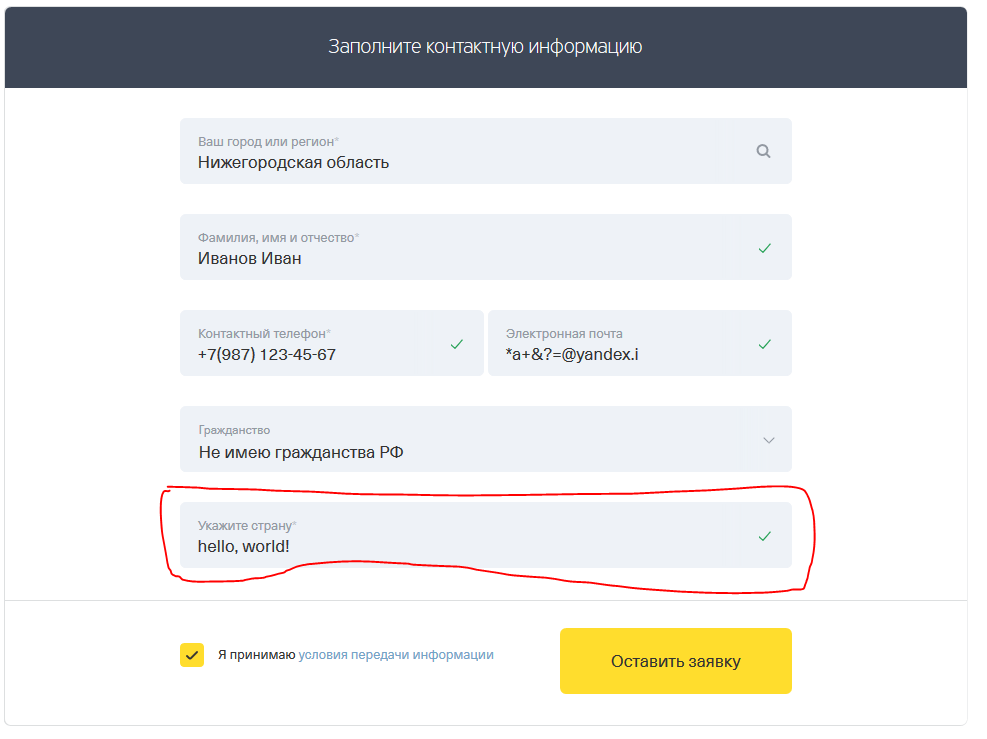 Заполните контактную информацию
Ваш город или регион*
Нижегородская область
Фамилия, имя и отчество*
Иванов Иван
Контактный телефон*
+7(987) 123-45-67
Электронная почта
*a+&?=@yandex.i
Гражданство
Не имею гражданства РФ
Укажите страну*
hello, world!
Я принимаю условия передачи информации
Оставить заявку